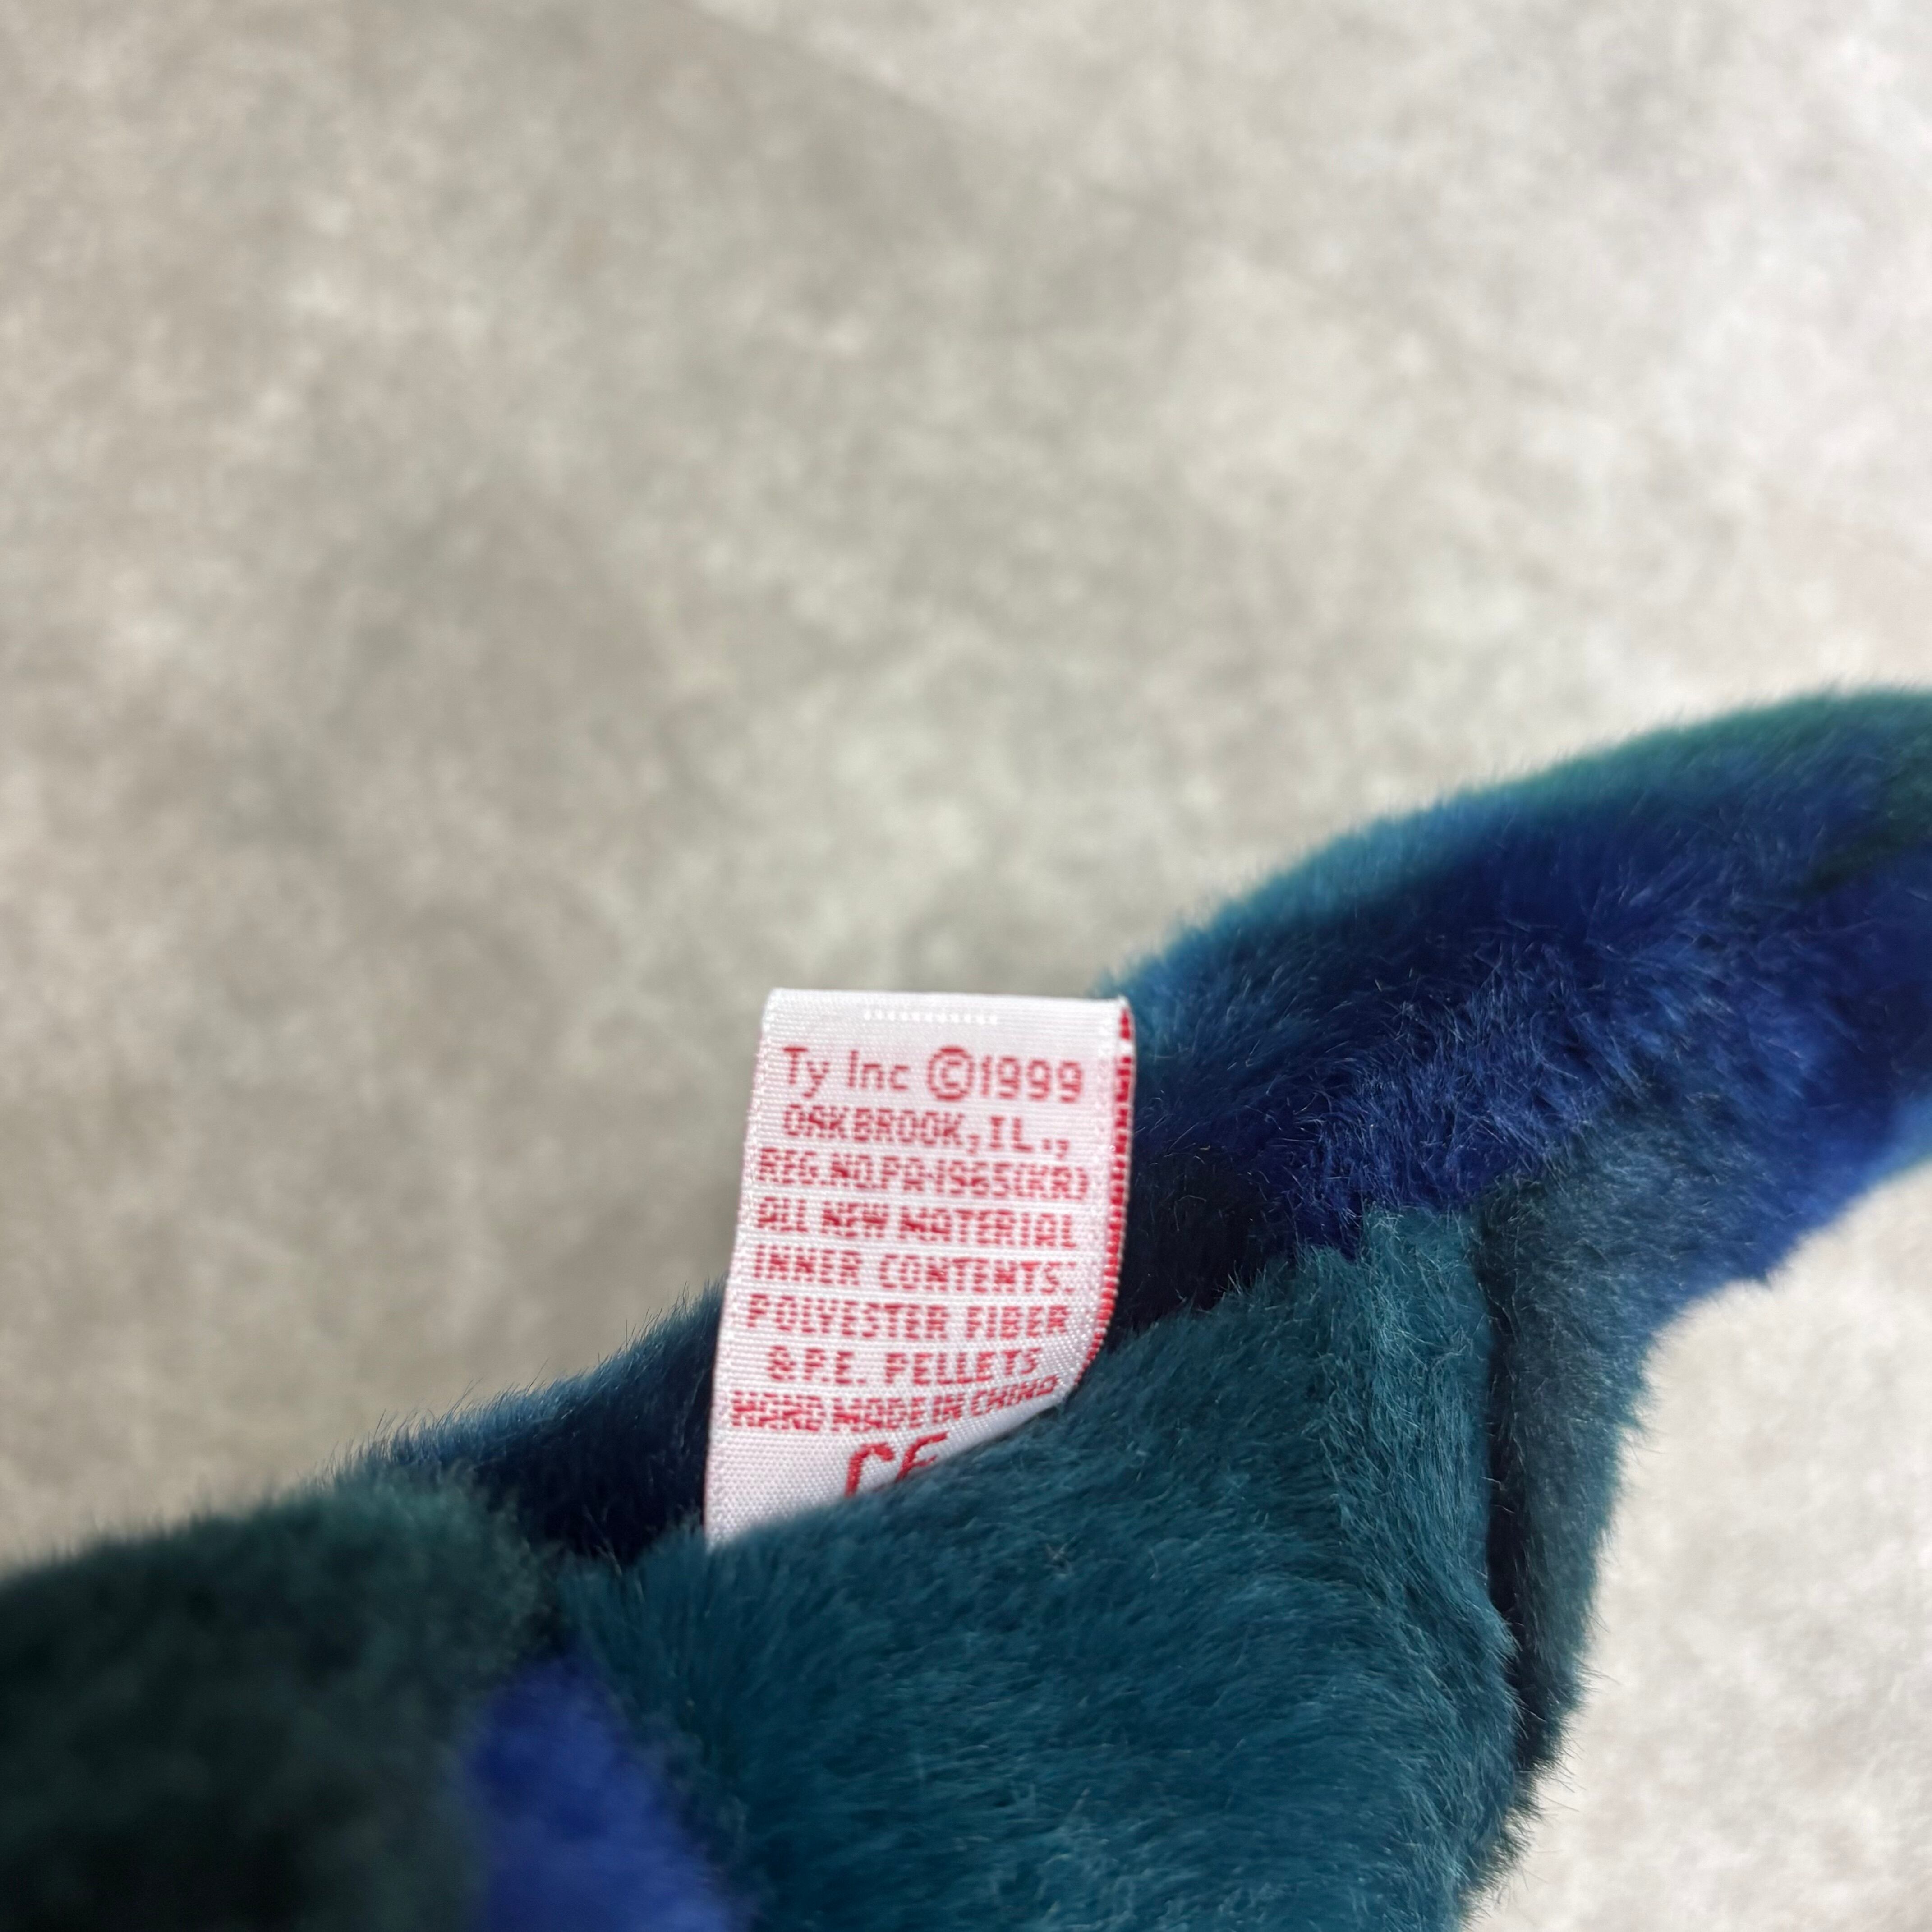 Ty Inc ©1999
OAKBROOK,IL.,
REG.NO.PA-1965(KR)
ALL NEW MATERIAL
INNER CONTENTS:
POLYESTER FIBER
& P.E. PELLETS
HAND MADE IN CHINA
CE